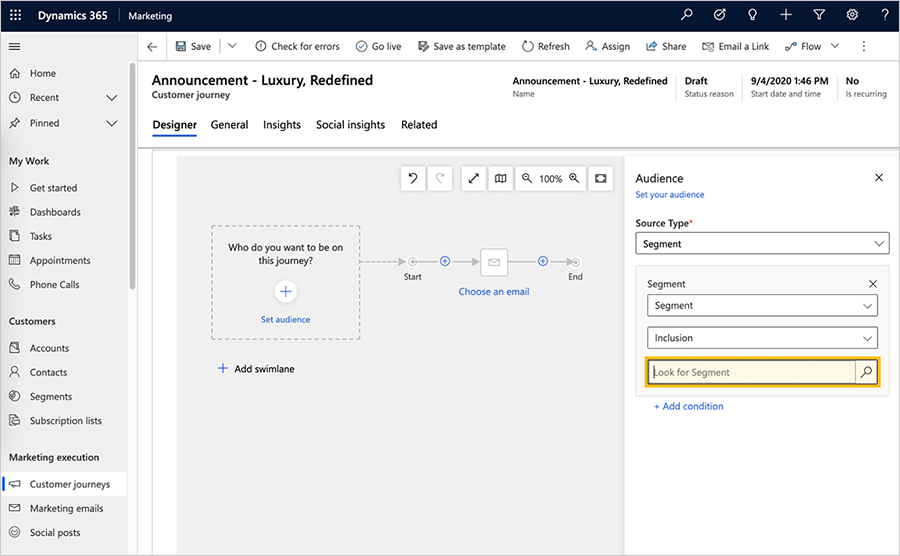 Dynamics 365 Marketing
Save Check for errors Go live Save as template Refresh Assign Share Email a Link Flow
Home
Recent
Pinned
My Work
Get started
Dashboards
Tasks
Appointments
Phone Calls
Customers
Accounts
Contacts
Segments
Subscription lists
Marketing execution
Customer journeys
Marketing emails
Social posts
Announcement - Luxury, Redefined
Customer journey
Announcement - Luxury, Redefined
Name
Draft
Status reason
9/4/2020 1:46 PM
Start date and time
No
Is recurring
Designer General Insights Social insights Related
100%
Who do you want to be on
this journey?
Set audience
Start
Choose an email
End
Add swimlane
Audience
Set your audience
Source Type*
Segment
Segment
Segment
Inclusion
Look for Segment
+ Add condition